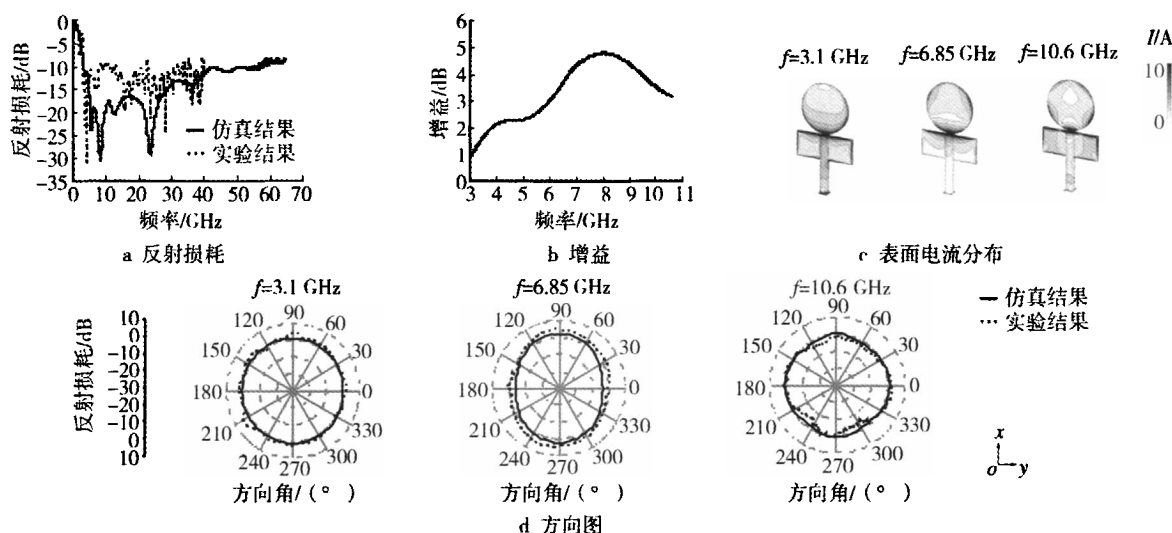 0
−5
−10
−15
−20
−25
−30
−35
反射损耗/dB
仿真结果
实验结果
0 10 20 30 40 50 60 70
频率/GHz
a 反射损耗
6
5
4
3
2
1
0
增益/dB
3 4 5 6 7 8 9 10 11
频率/GHz
b 增益
f=3.1 GHz f=6.85 GHz f=10.6 GHz
I/A
10
0
c 表面电流分布
10
0
−10
−20
−30
−20
−10
0
10
反射损耗/dB
f=3.1 GHz
90
120 60
150 30
180 0
210 330
240 300
270
方向角/(°)
f=6.85 GHz
90
120 60
150 30
180 0
210 330
240 300
270
方向角/(°)
f=10.6 GHz
90
120 60
150 30
180 0
210 330
240 300
270
方向角/(°)
仿真结果
实验结果
x
o y
d 方向图